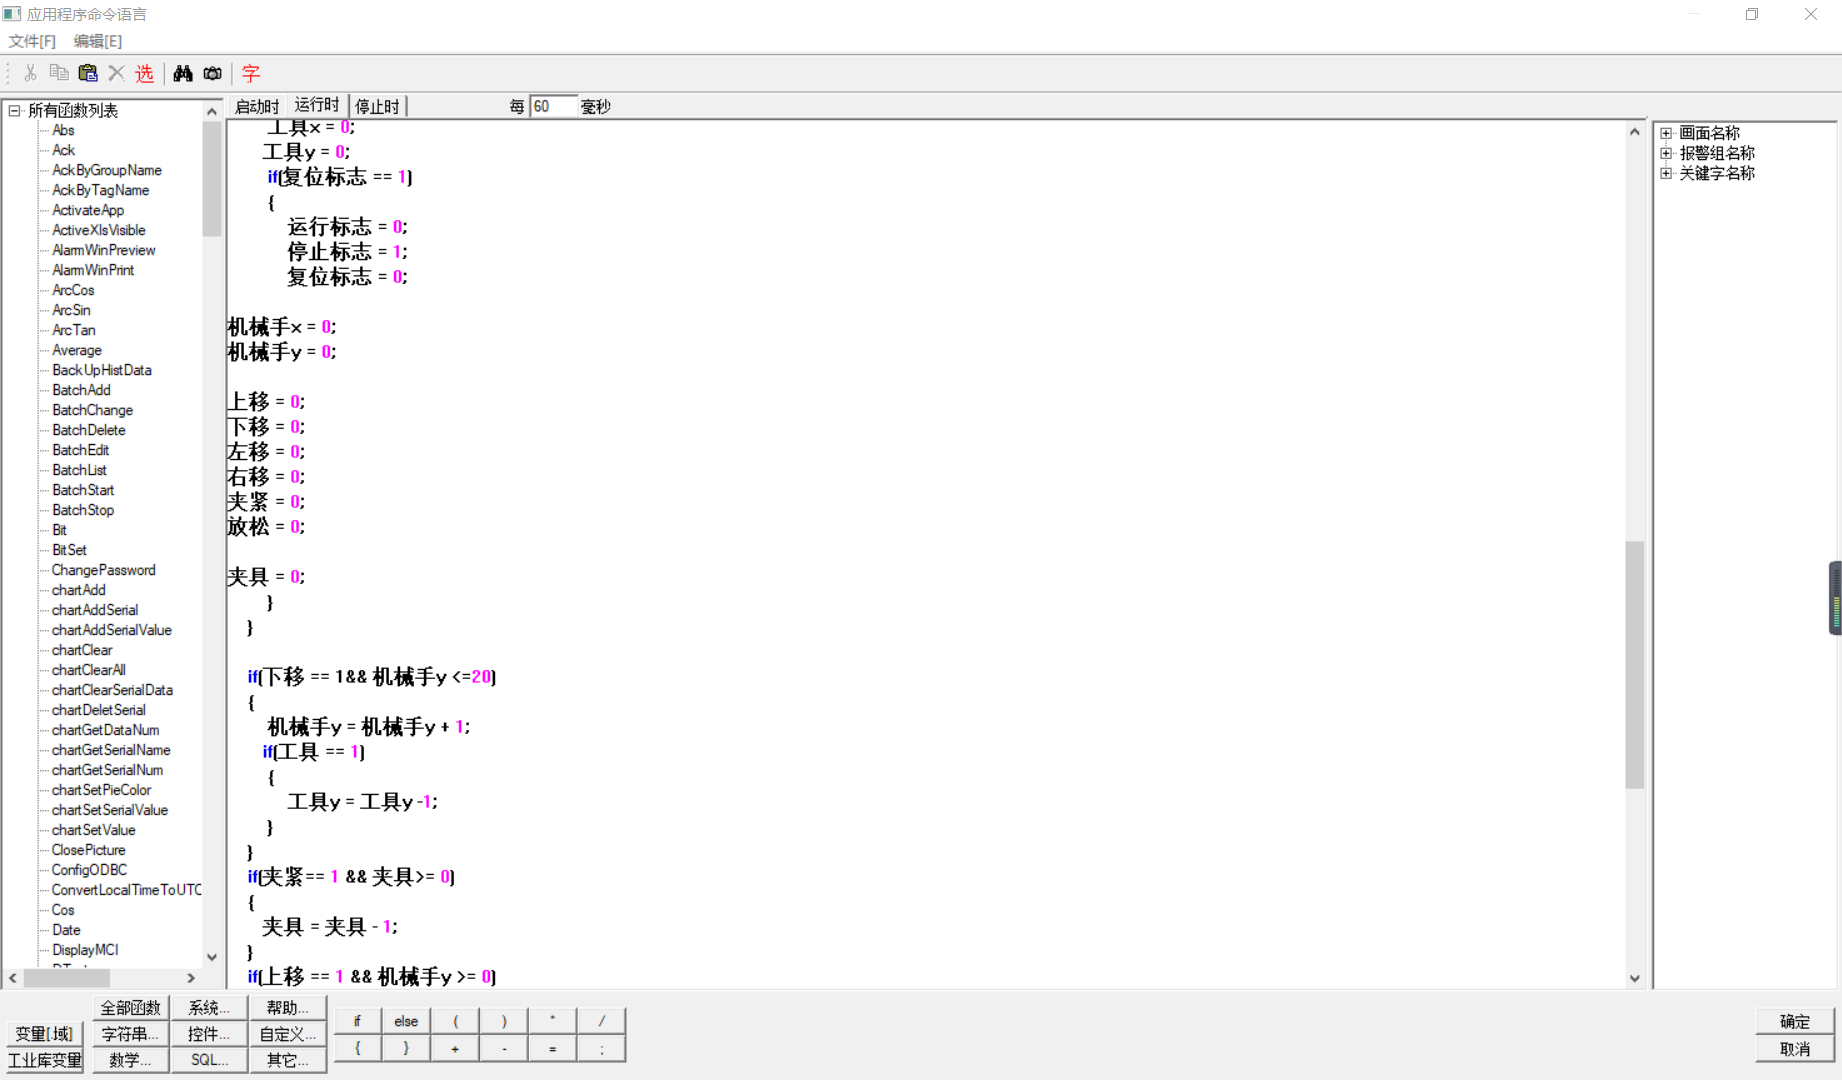 应用程序命令语言
文件[F] 编辑[E]
选 字
所有函数列表
Abs
Ack
AckByGroupName
AckByTagName
ActivateApp
ActiveXlsVisible
AlarmWinPreview
AlarmWinPrint
ArcCos
ArcSin
ArcTan
Average
BackUpHistData
BatchAdd
BatchChange
BatchDelete
BatchEdit
BatchList
BatchStart
BatchStop
Bit
BitSet
ChangePassword
chartAdd
chartAddSerial
chartAddSerialValue
chartClear
chartClearAll
chartClearSerialData
chartDeletSerial
chartGetDataNum
chartGetSerialName
chartGetSerialNum
chartSetPieColor
chartSetSerialValue
chartSetValue
ClosePicture
ConfigODBC
ConvertLocalTimeToUTC
Cos
Date
DisplayMCI
启动时 运行时 停止时 每 60 毫秒
工具x = 0;
工具y = 0;
if(复位标志 == 1)
{
运行标志 = 0;
停止标志 = 1;
复位标志 = 0;
机械手x = 0;
机械手y = 0;
上移 = 0;
下移 = 0;
左移 = 0;
右移 = 0;
夹紧 = 0;
放松 = 0;
夹具 = 0;
}
}
if(下移 == 1&& 机械手y <=20)
{
机械手y = 机械手y + 1;
if(工具 == 1)
{
工具y = 工具y -1;
}
}
if(夹紧== 1 && 夹具>= 0)
{
夹具 = 夹具 - 1;
}
if(上移 == 1 && 机械手y >= 0)
画面名称
报警组名称
关键字名称
变量[.域]
工业库变量
全部函数 系统... 帮助...
字符串... 控件... 自定义...
数学... SQL... 其它...
if else ( ) * /
{ } + - = ;
确定
取消